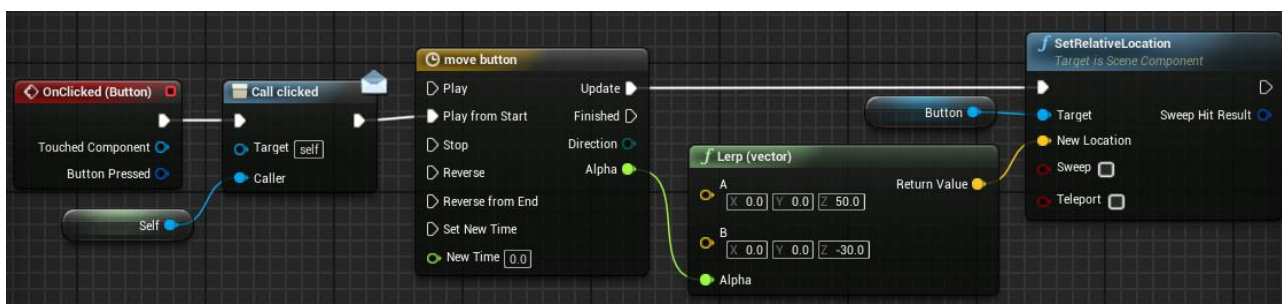 OnClicked (Button)
Touched Component
Button Pressed
Self
Call clicked
Target self
Caller
move button
Play
Update
Play from Start
Finished
Stop
Direction
Reverse
Alpha
Reverse from End
Set New Time
New Time 0.0
Button
f Lerp (vector)
A
Return Value
X 0.0 Y 0.0 Z 50.0
B
X 0.0 Y 0.0 Z -30.0
Alpha
f SetRelativeLocation
Target is Scene Component
Target
Sweep Hit Result
New Location
Sweep
Teleport